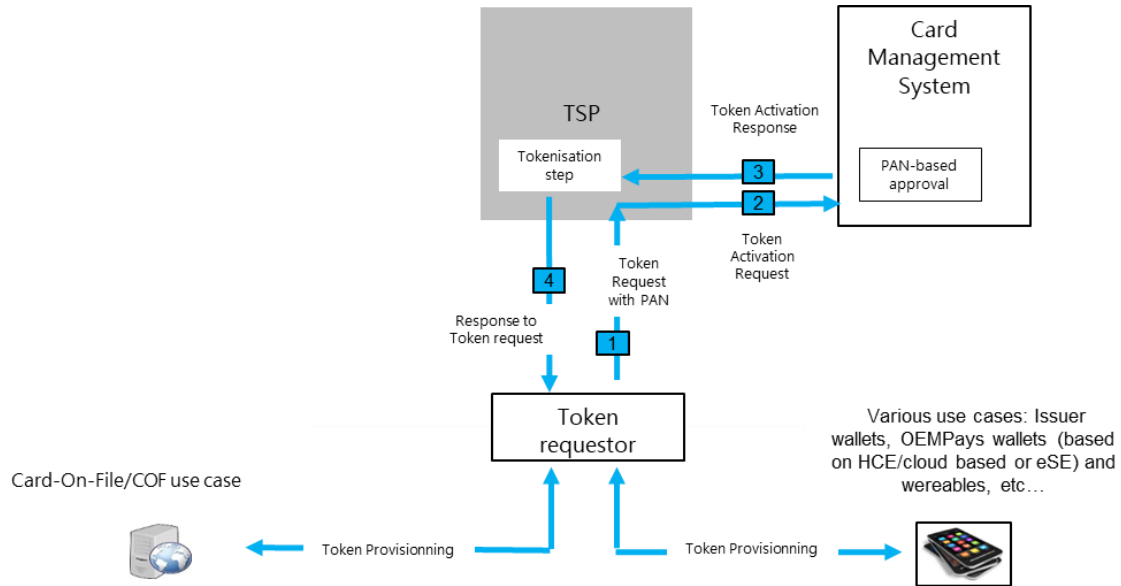 Card
Management
System
TSP
Token Activation
Response
Tokenisation
step
3
PAN-based
approval
2
Token
Activation
Request
4
Token
Request
with PAN
Response to
Token request
1
Token
requestor
Various use cases: Issuer
wallets, OEMPays wallets (based
on HCE/cloud based or eSE) and
wereables, etc…
Card-On-File/COF use case
Token Provisionning
Token Provisionning